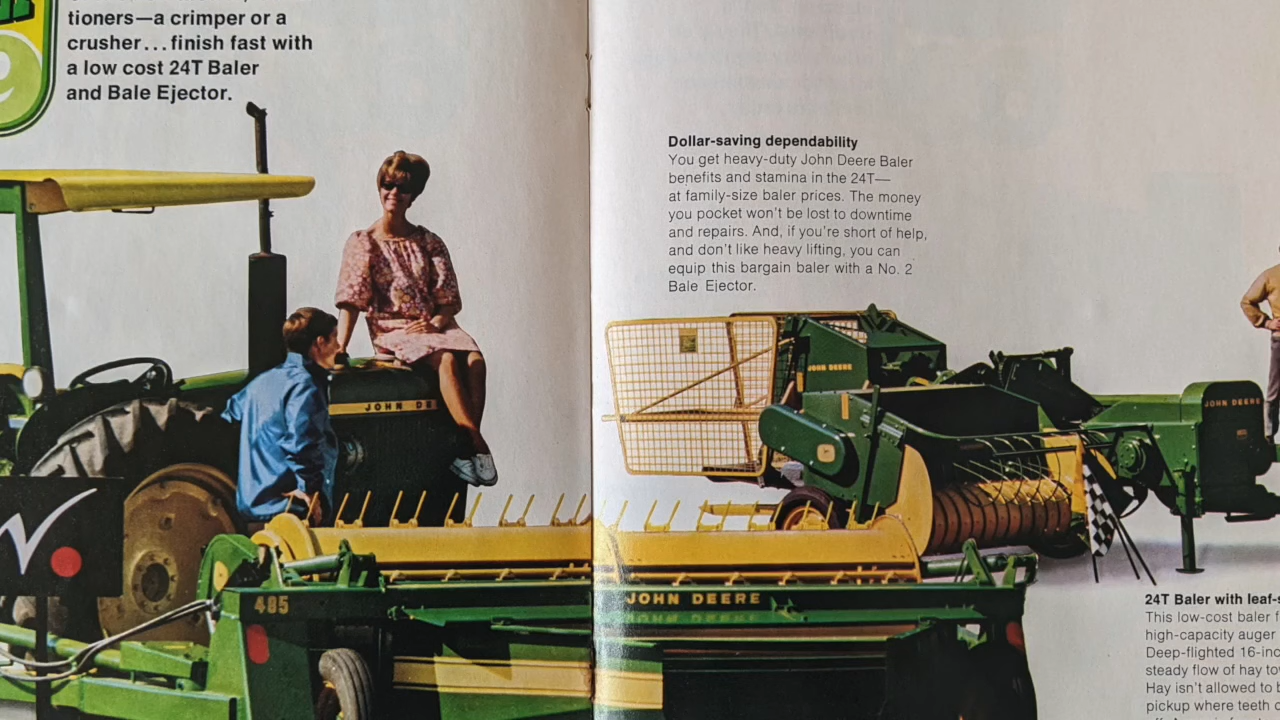 tioners—a crimper or a
crusher...finish fast with
a low cost 24T Baler
and Bale Ejector.
Dollar-saving dependability
You get heavy-duty John Deere Baler
benefits and stamina in the 24T—
at family-size baler prices. The money
you pocket won't be lost to downtime
and repairs. And, if you're short of help,
and don't like heavy lifting, you can
equip this bargain baler with a No. 2
Bale Ejector.
JOHN DE
JOHN DEERE
JOHN DEERE
485
JOHN DEERE
24T Baler with leaf-s
This low-cost baler f
high-capacity auger
Deep-flighted 16-inc
steady flow of hay to
Hay isn't allowed to b
pickup where teeth c